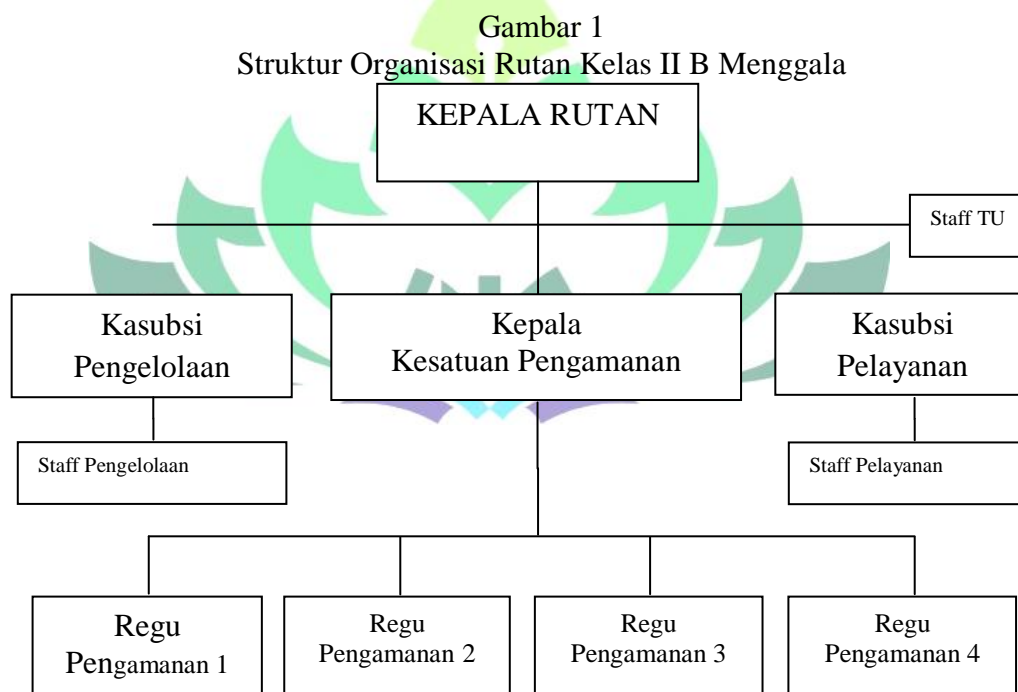 Gambar 1
Struktur Organisasi Rutan Kelas II B Menggala
KEPALA RUTAN
Staff TU
Kasubsi
Pengelolaan
Kepala
Kesatuan Pengamanan
Kasubsi
Pelayanan
Staff Pengelolaan
Staff Pelayanan
Regu
Pengamanan 1
Regu
Pengamanan 2
Regu
Pengamanan 3
Regu
Pengamanan 4